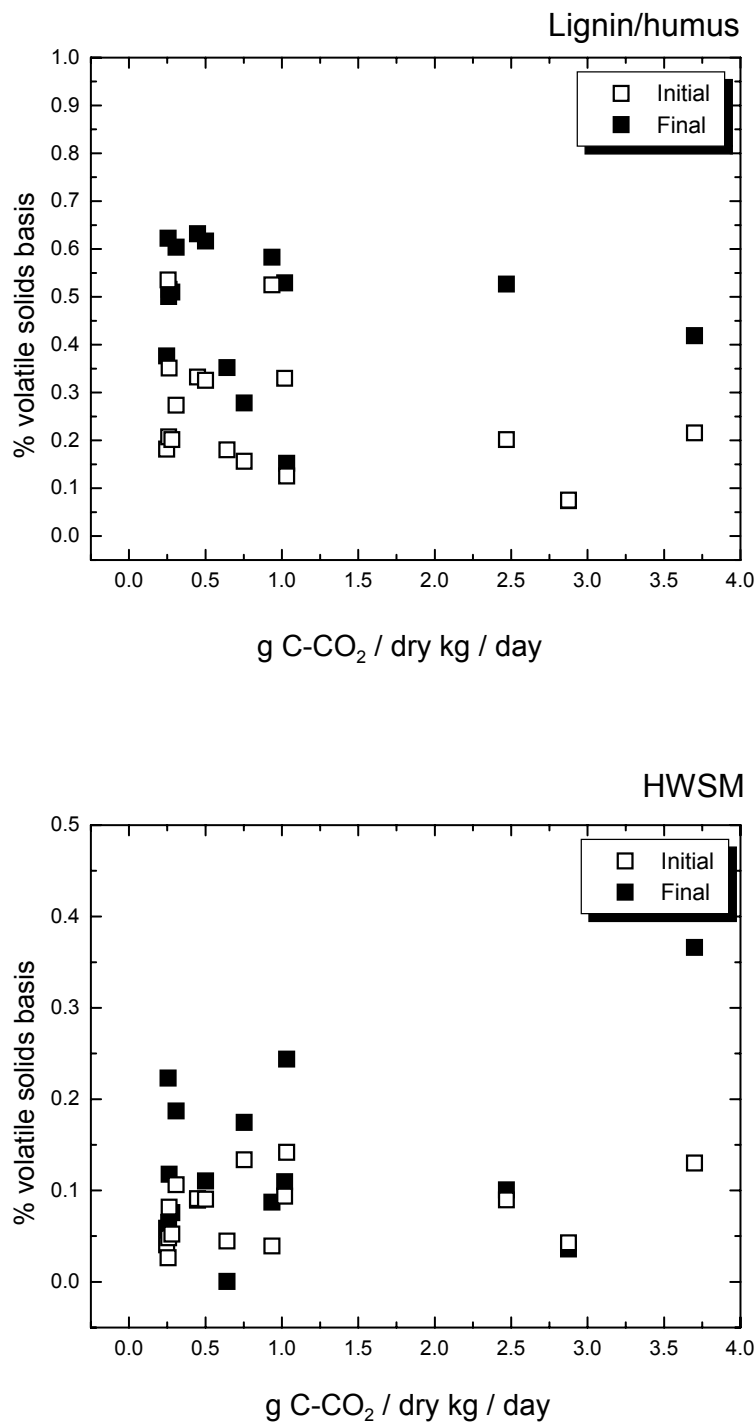 Lignin/humus
1.0
0.9
0.8
0.7
0.6
0.5
0.4
0.3
0.2
0.1
0.0
% volatile solids basis
Initial
Final
0.0 0.5 1.0 1.5 2.0 2.5 3.0 3.5 4.0
g C-CO₂ / dry kg / day
HWSM
0.5
0.4
0.3
0.2
0.1
0.0
% volatile solids basis
Initial
Final
0.0 0.5 1.0 1.5 2.0 2.5 3.0 3.5 4.0
g C-CO₂ / dry kg / day